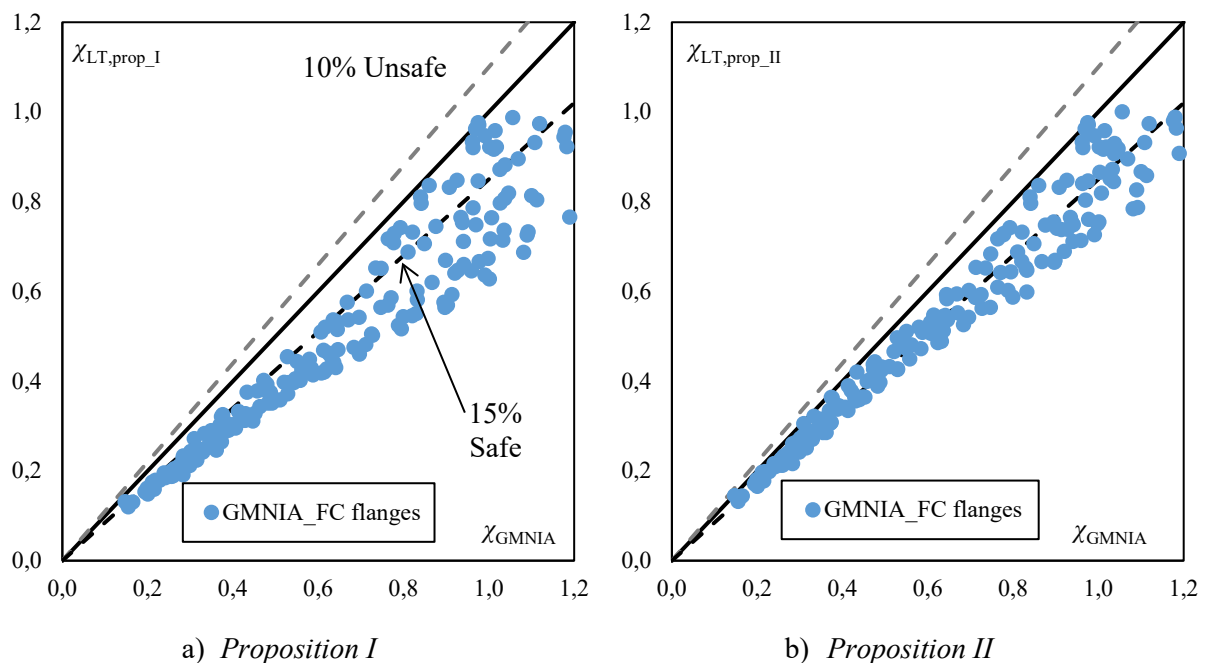 1,2
χLT,prop_I
10% Unsafe
1,0
0,8
0,6
0,4
15%
Safe
0,2
GMNIA_FC flanges
χGMNIA
0,0
0,0 0,2 0,4 0,6 0,8 1,0 1,2
a) Proposition I
1,2
χLT,prop_II
1,0
0,8
0,6
0,4
0,2
GMNIA_FC flanges
χGMNIA
0,0
0,0 0,2 0,4 0,6 0,8 1,0 1,2
b) Proposition II